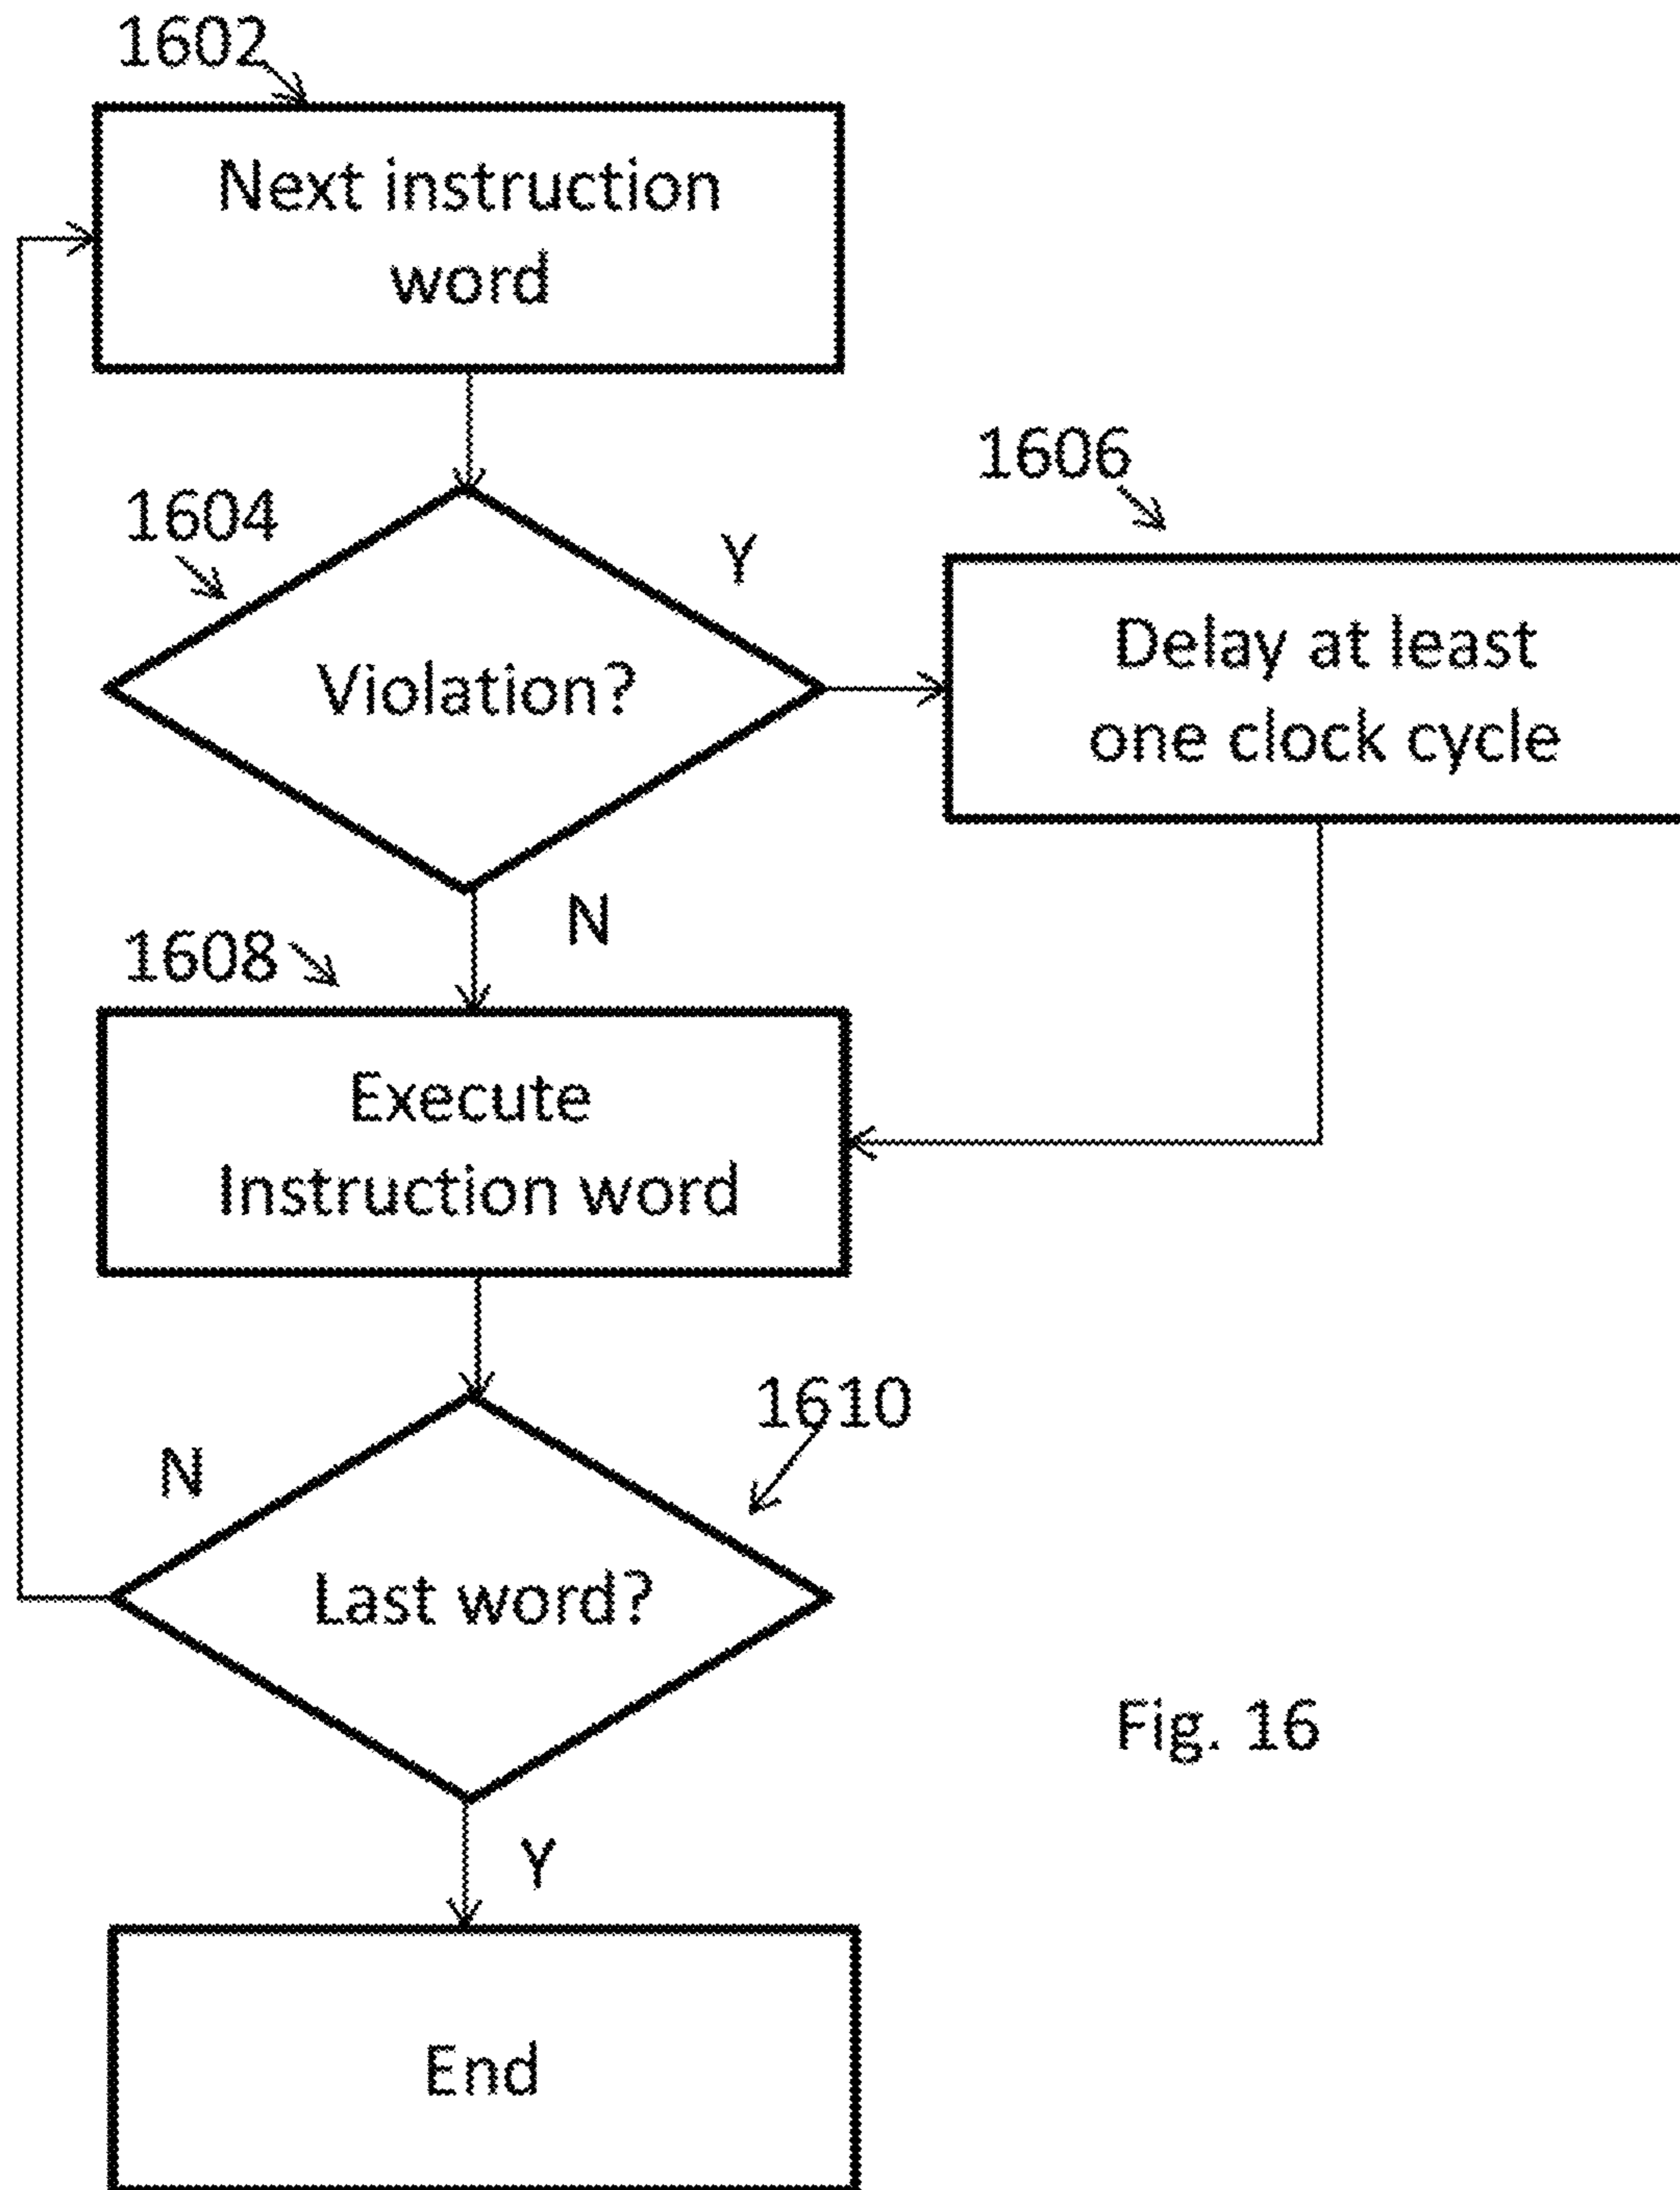 1602
Next instruction
word
1604
Y
1606
Violation?
Delay at least
one clock cycle
N
1608
Execute
Instruction word
1610
N
Last word?
Fig. 16
Y
End